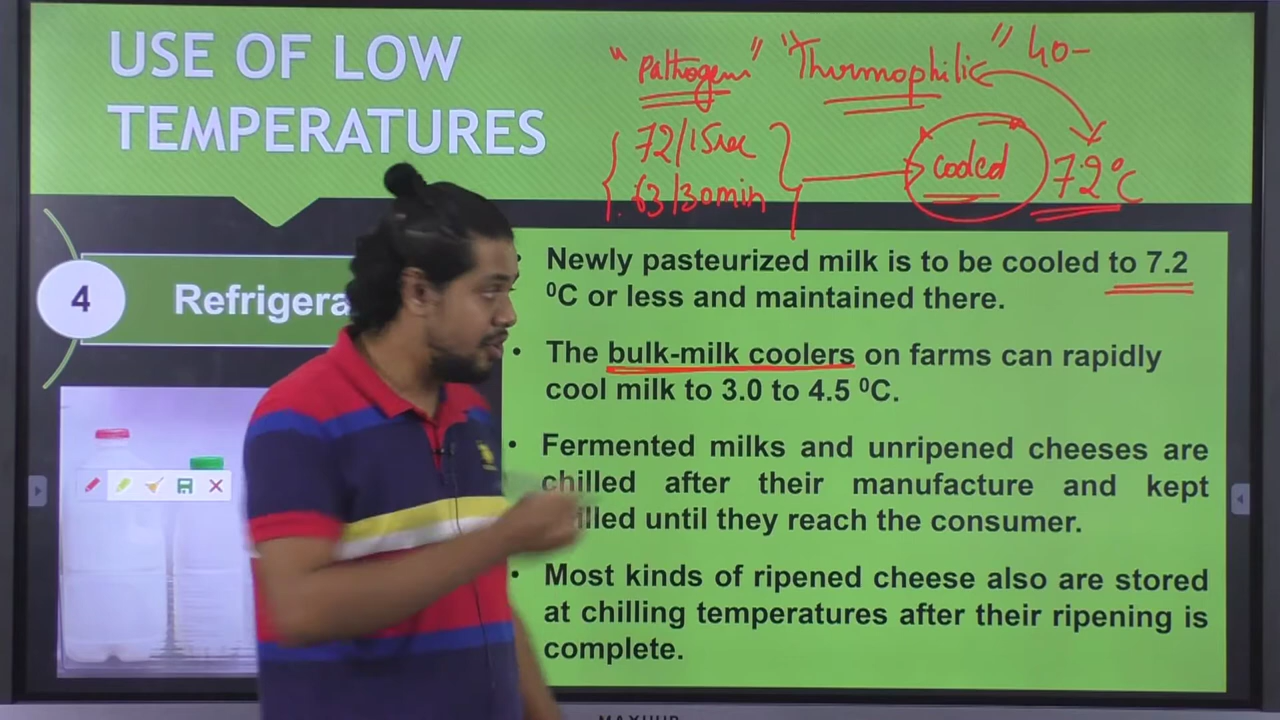 USE OF LOW
TEMPERATURES
"pathogens" "Thermophilic" 40-
72/15sec
63/30min
cooled 7.2°C
4
Refrigera
Newly pasteurized milk is to be cooled to 7.2
⁰C or less and maintained there.
• The bulk-milk coolers on farms can rapidly
cool milk to 3.0 to 4.5 ⁰C.
• Fermented milks and unripened cheeses are
chilled after their manufacture and kept
illed until they reach the consumer.
• Most kinds of ripened cheese also are stored
at chilling temperatures after their ripening is
complete.